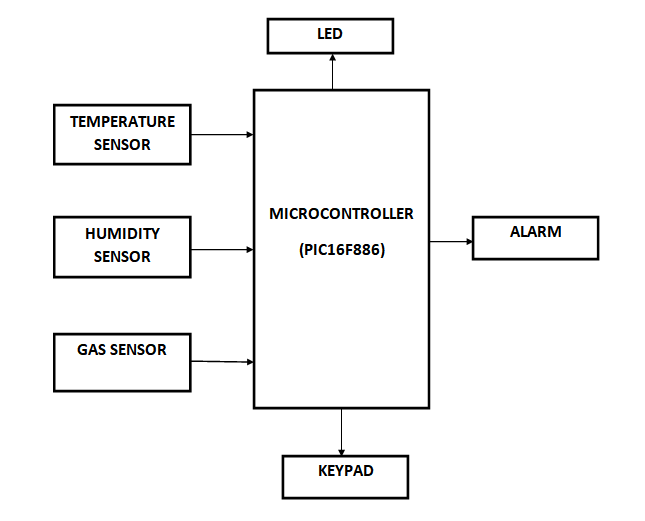 LED
TEMPERATURE
SENSOR
MICROCONTROLLER
(PIC16F886)
HUMIDITY
SENSOR
ALARM
GAS SENSOR
KEYPAD